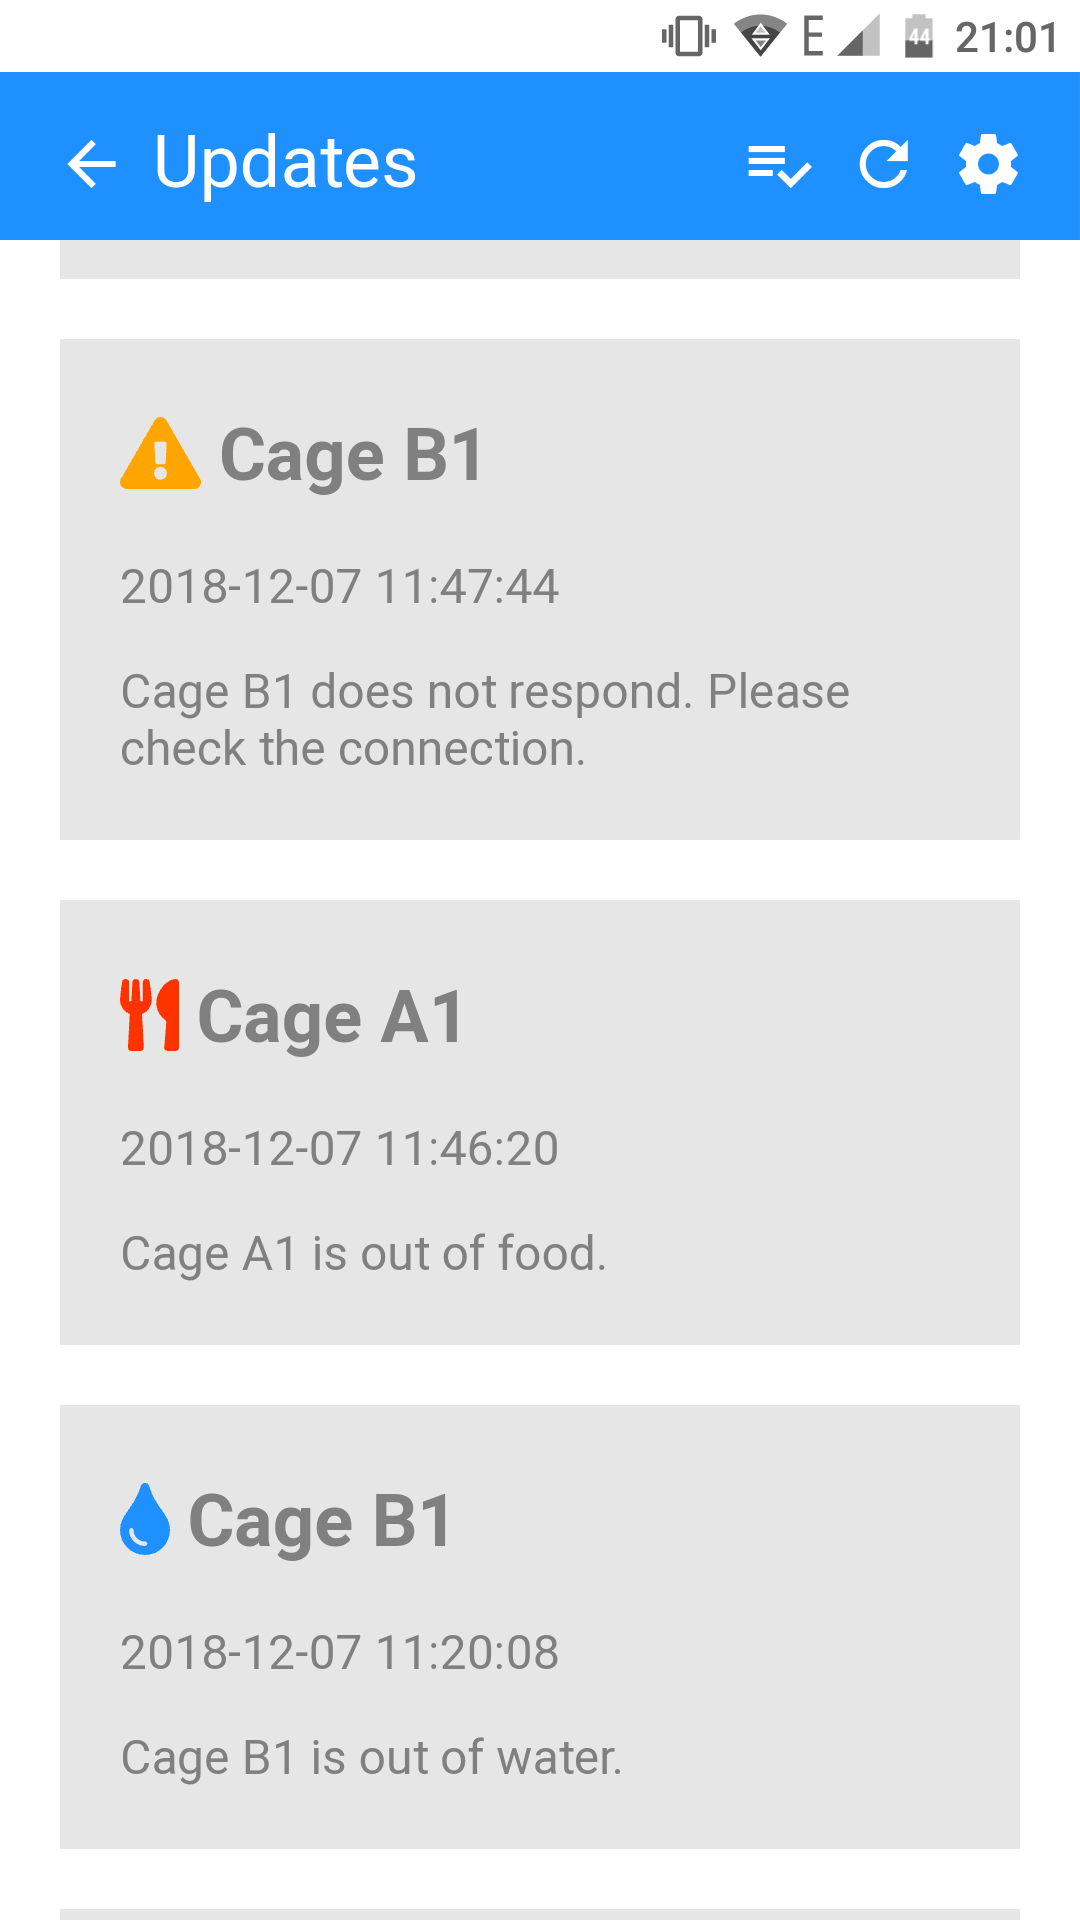 E 44 21:01
Updates
Cage B1
2018-12-07 11:47:44
Cage B1 does not respond. Please
check the connection.
Cage A1
2018-12-07 11:46:20
Cage A1 is out of food.
Cage B1
2018-12-07 11:20:08
Cage B1 is out of water.